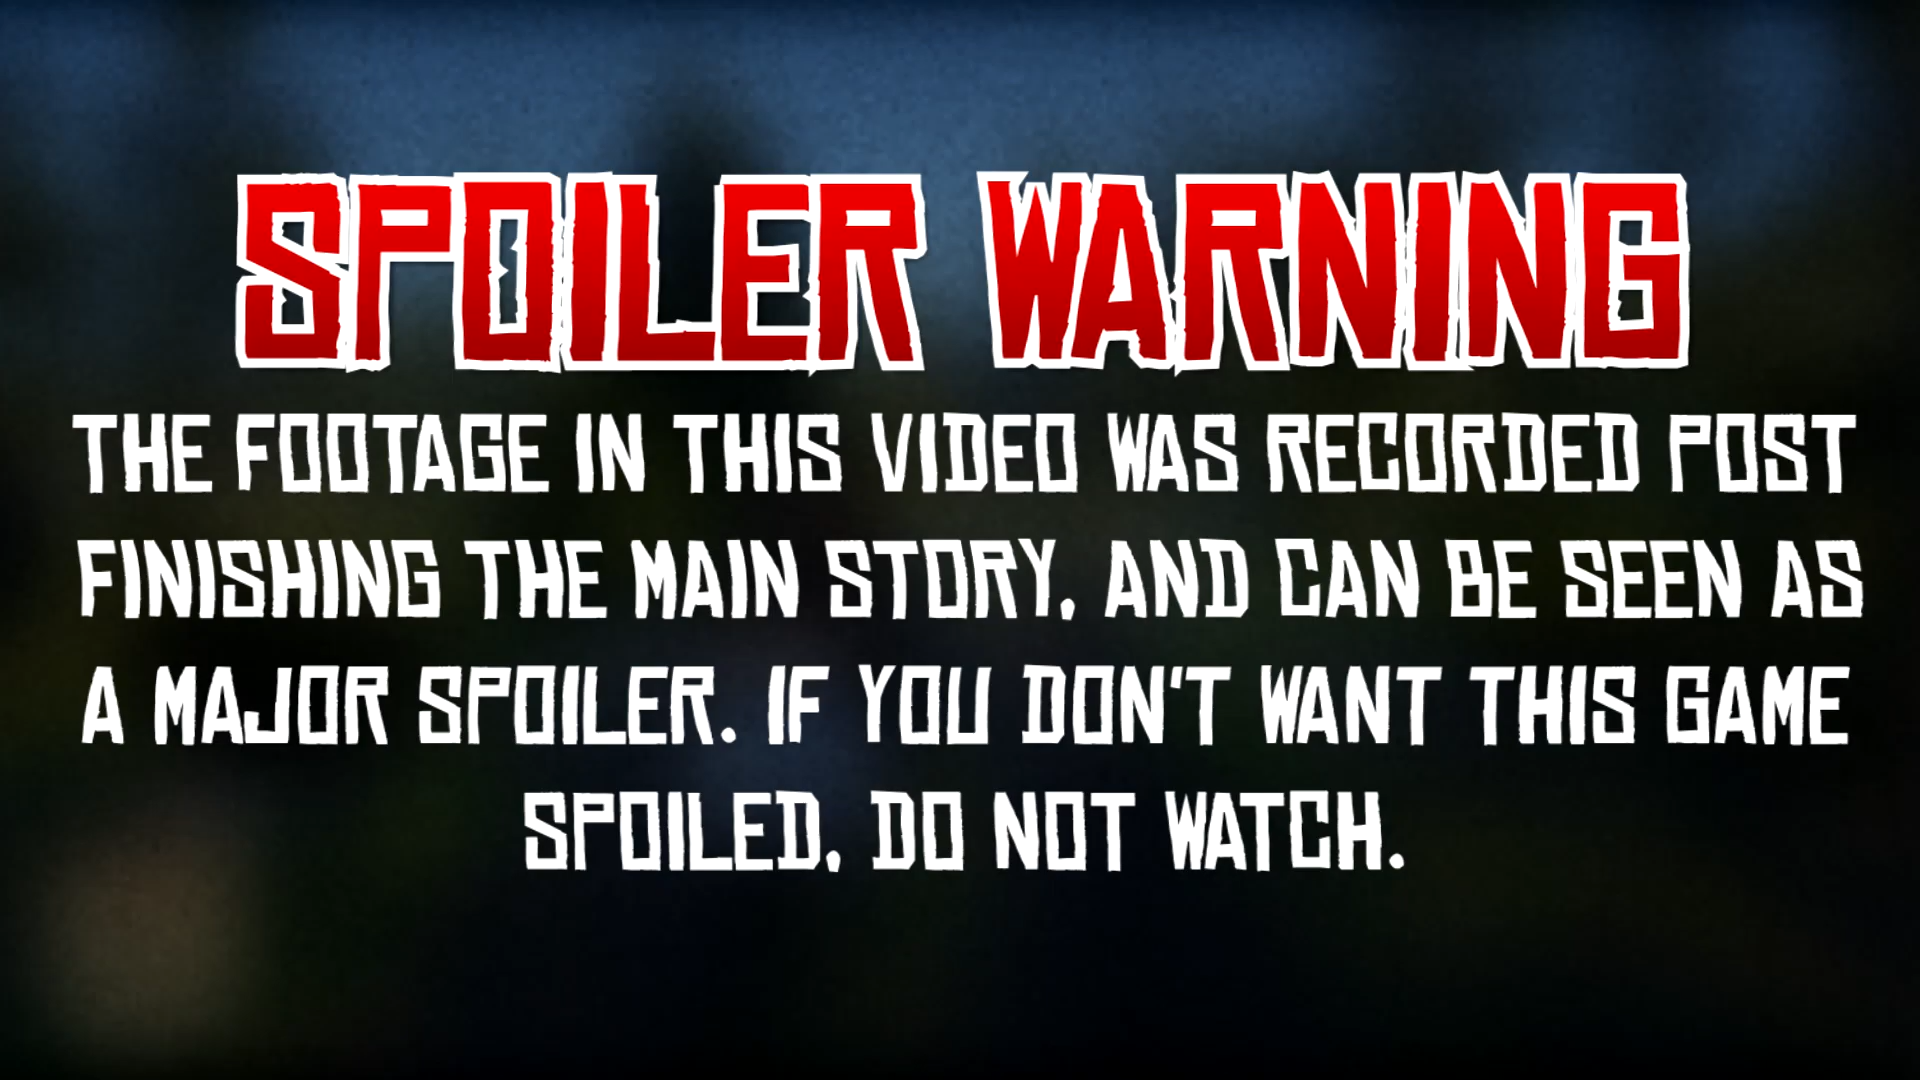 SPOILER WARNING
THE FOOTAGE IN THIS VIDEO WAS RECORDED POST
FINISHING THE MAIN STORY, AND CAN BE SEEN AS
A MAJOR SPOILER. IF YOU DON'T WANT THIS GAME
SPOILED, DO NOT WATCH.